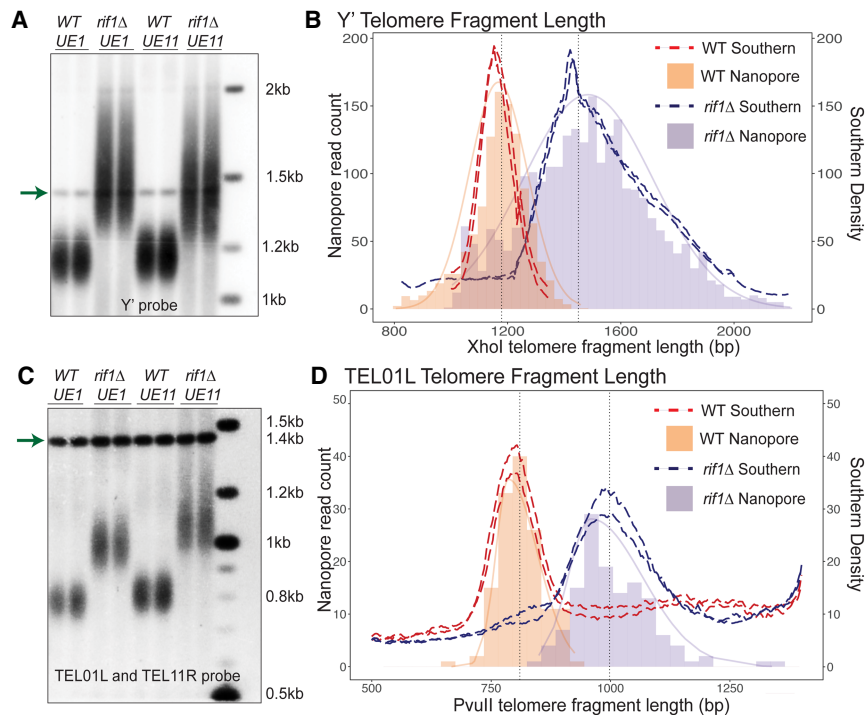 A
WT rif1Δ WT rif1Δ
UE1 UE1 UE11 UE11
2kb
1.5kb
1.2kb
1kb
Y' probe
B
Y' Telomere Fragment Length
200
150
100
50
0
Nanopore read count
WT Southern
WT Nanopore
rif1Δ Southern
rif1Δ Nanopore
200
150
100
50
0
Southern Density
800 1200 1600 2000
XhoI telomere fragment length (bp)
C
WT rif1Δ WT rif1Δ
UE1 UE1 UE11 UE11
1.5kb
1.4kb
1.2kb
1kb
0.8kb
0.5kb
TEL01L and TEL11R probe
D
TEL01L Telomere Fragment Length
50
40
30
20
10
0
Nanopore read count
WT Southern
WT Nanopore
rif1Δ Southern
rif1Δ Nanopore
50
40
30
20
10
0
Southern Density
500 750 1000 1250
PvuII telomere fragment length (bp)